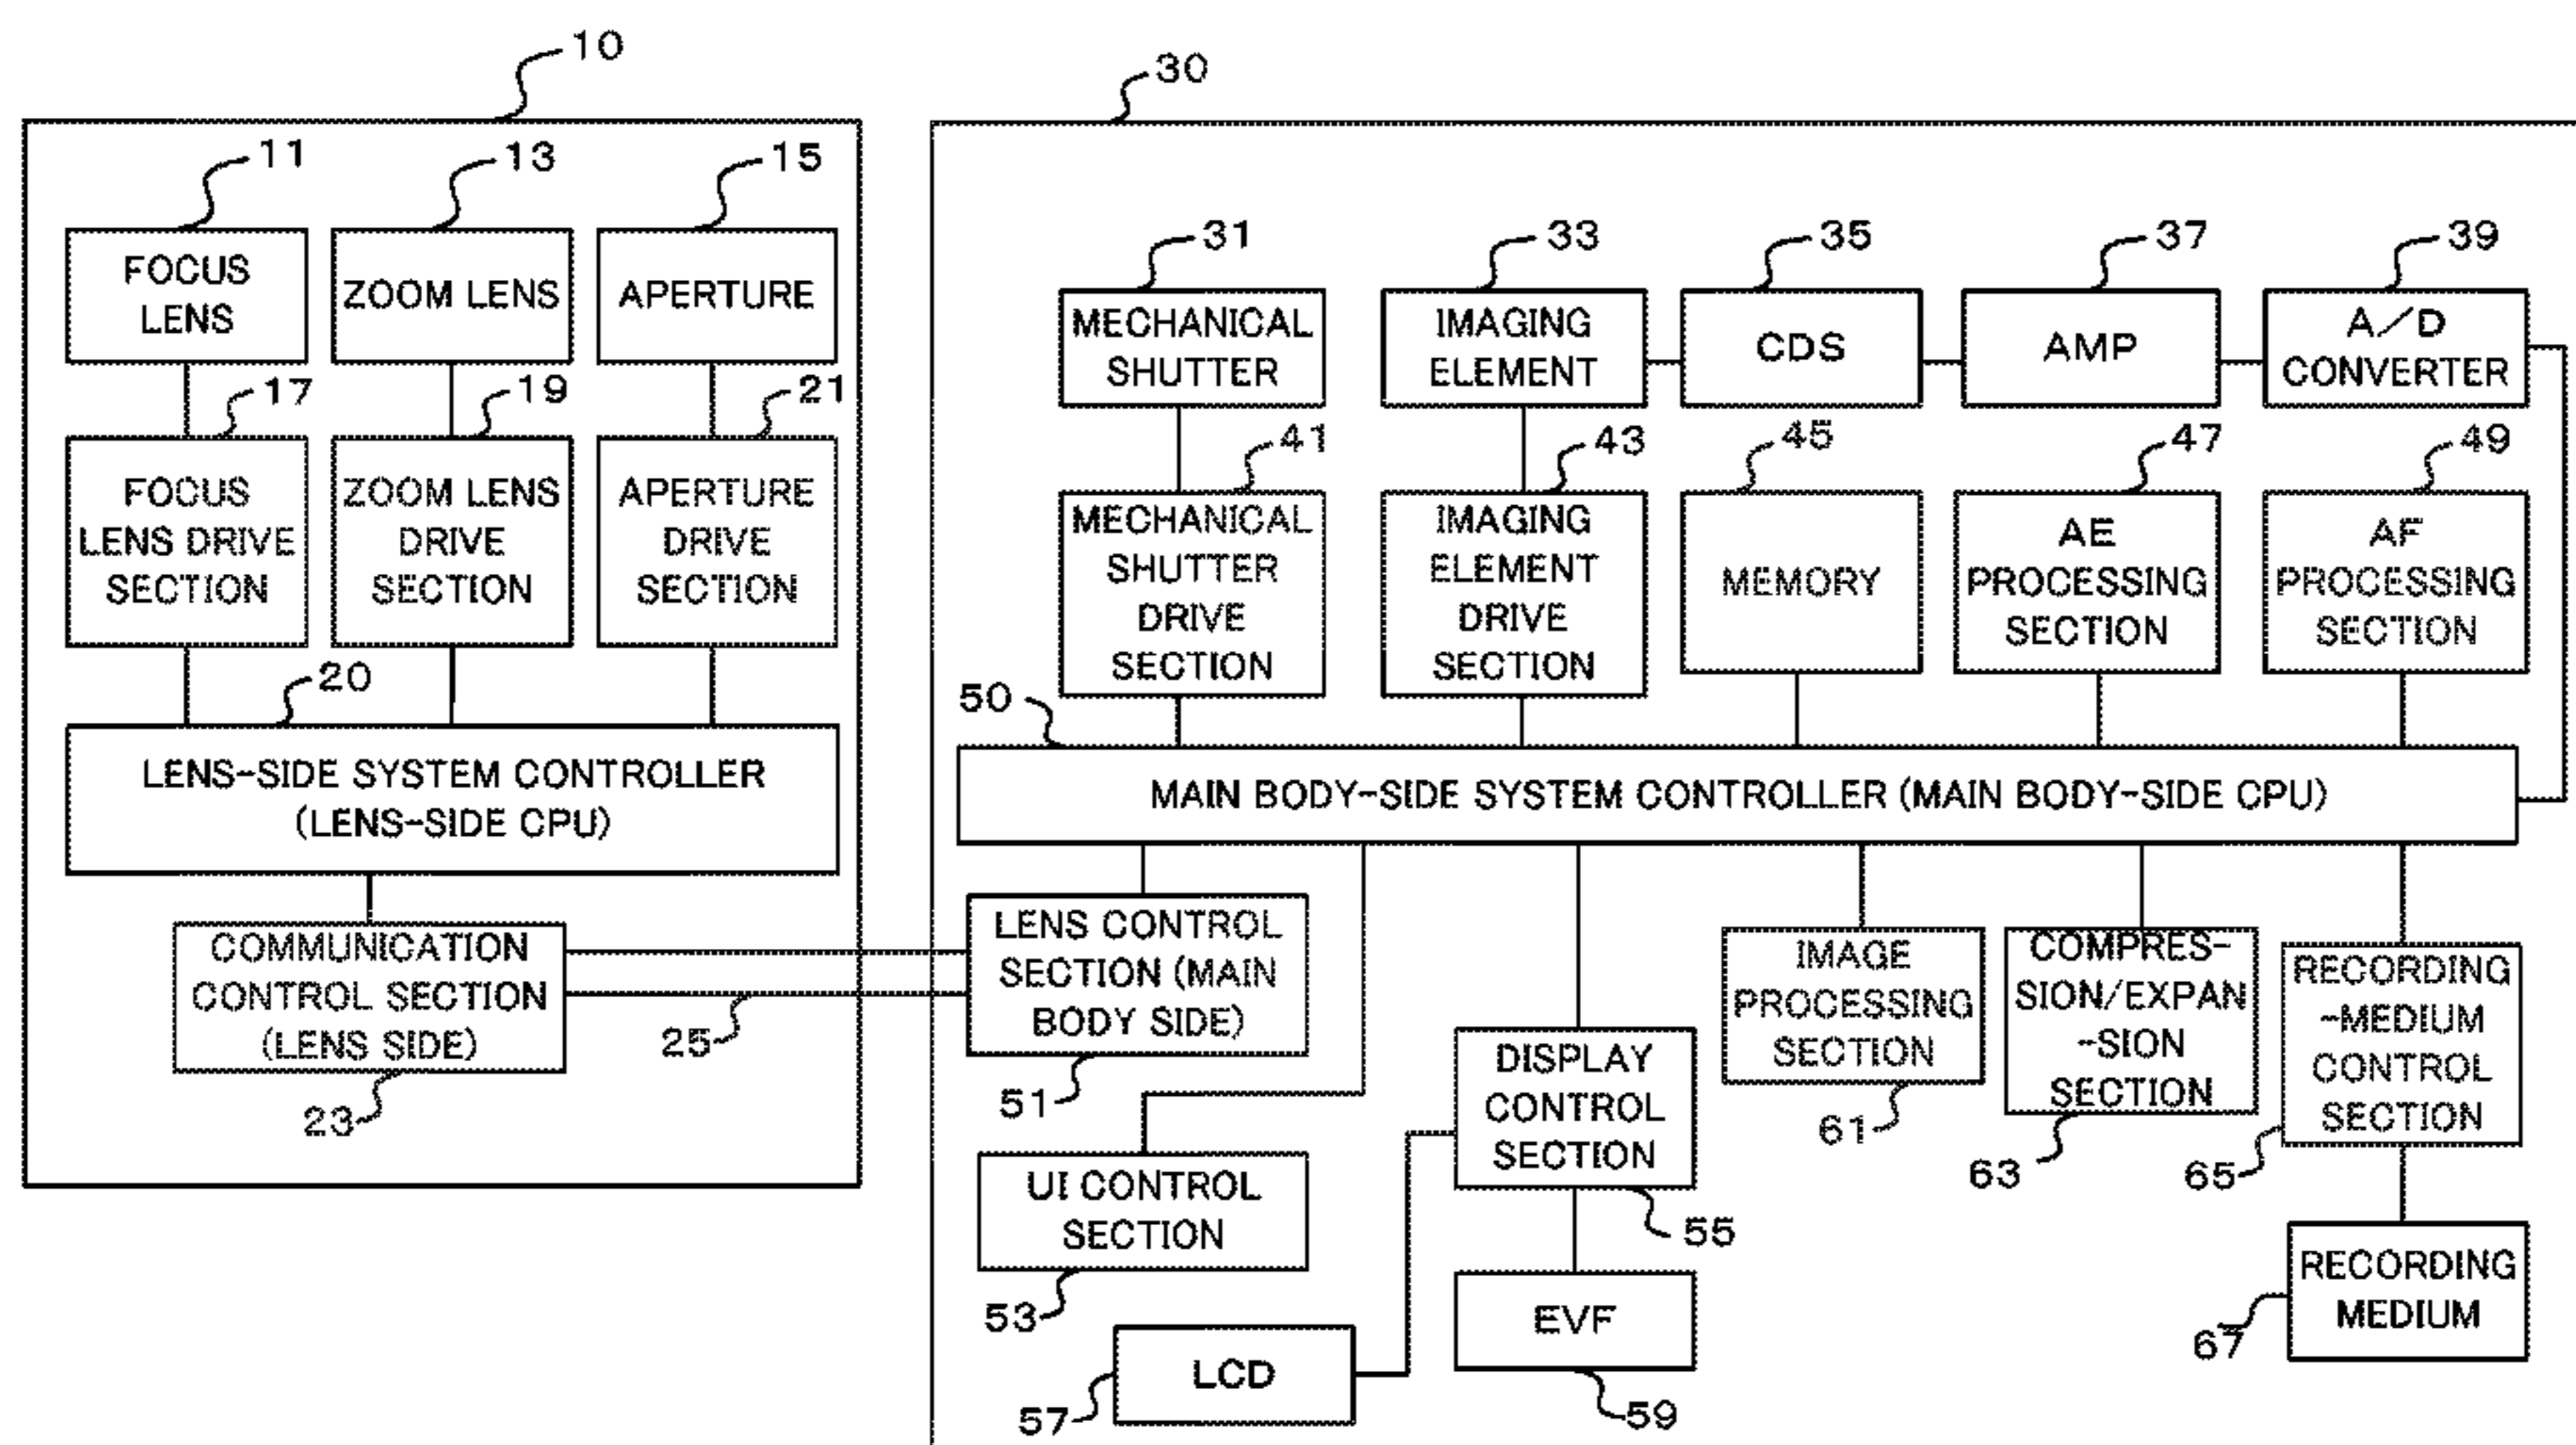 10
30
11
13
15
FOCUS
LENS
ZOOM LENS
APERTURE
17
19
21
FOCUS
LENS DRIVE
SECTION
ZOOM LENS
DRIVE
SECTION
APERTURE
DRIVE
SECTION
20
LENS-SIDE SYSTEM CONTROLLER
(LENS-SIDE CPU)
COMMUNICATION
CONTROL SECTION
(LENS SIDE)
23
25
31
33
35
37
39
MECHANICAL
SHUTTER
IMAGING
ELEMENT
CDS
AMP
A/D
CONVERTER
41
43
45
47
49
MECHANICAL
SHUTTER
DRIVE
SECTION
IMAGING
ELEMENT
DRIVE
SECTION
MEMORY
AE
PROCESSING
SECTION
AF
PROCESSING
SECTION
50
MAIN BODY-SIDE SYSTEM CONTROLLER (MAIN BODY-SIDE CPU)
LENS CONTROL
SECTION (MAIN
BODY SIDE)
51
UI CONTROL
SECTION
53
DISPLAY
CONTROL
SECTION
55
LCD
57
EVF
59
IMAGE
PROCESSING
SECTION
61
COMPRES-
SION/EXPAN
-SION
SECTION
63
RECORDING
-MEDIUM
CONTROL
SECTION
65
RECORDING
MEDIUM
67